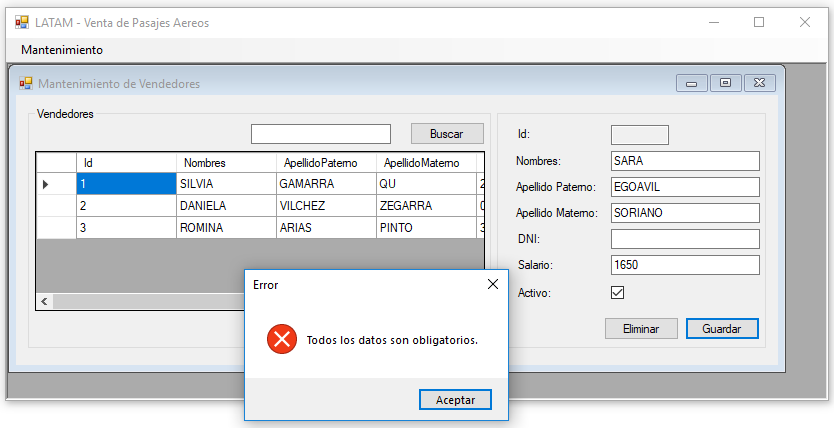 LATAM - Venta de Pasajes Aereos
Mantenimiento
Mantenimiento de Vendedores
Vendedores
Buscar
Id Nombres ApellidoPaterno ApellidoMaterno
1 SILVIA GAMARRA QU 2
2 DANIELA VILCHEZ ZEGARRA 0
3 ROMINA ARIAS PINTO 3
Id:
Nombres: SARA
Apellido Paterno: EGOAVIL
Apellido Materno: SORIANO
DNI:
Salario: 1650
Activo:
Eliminar Guardar
Error
Todos los datos son obligatorios.
Aceptar